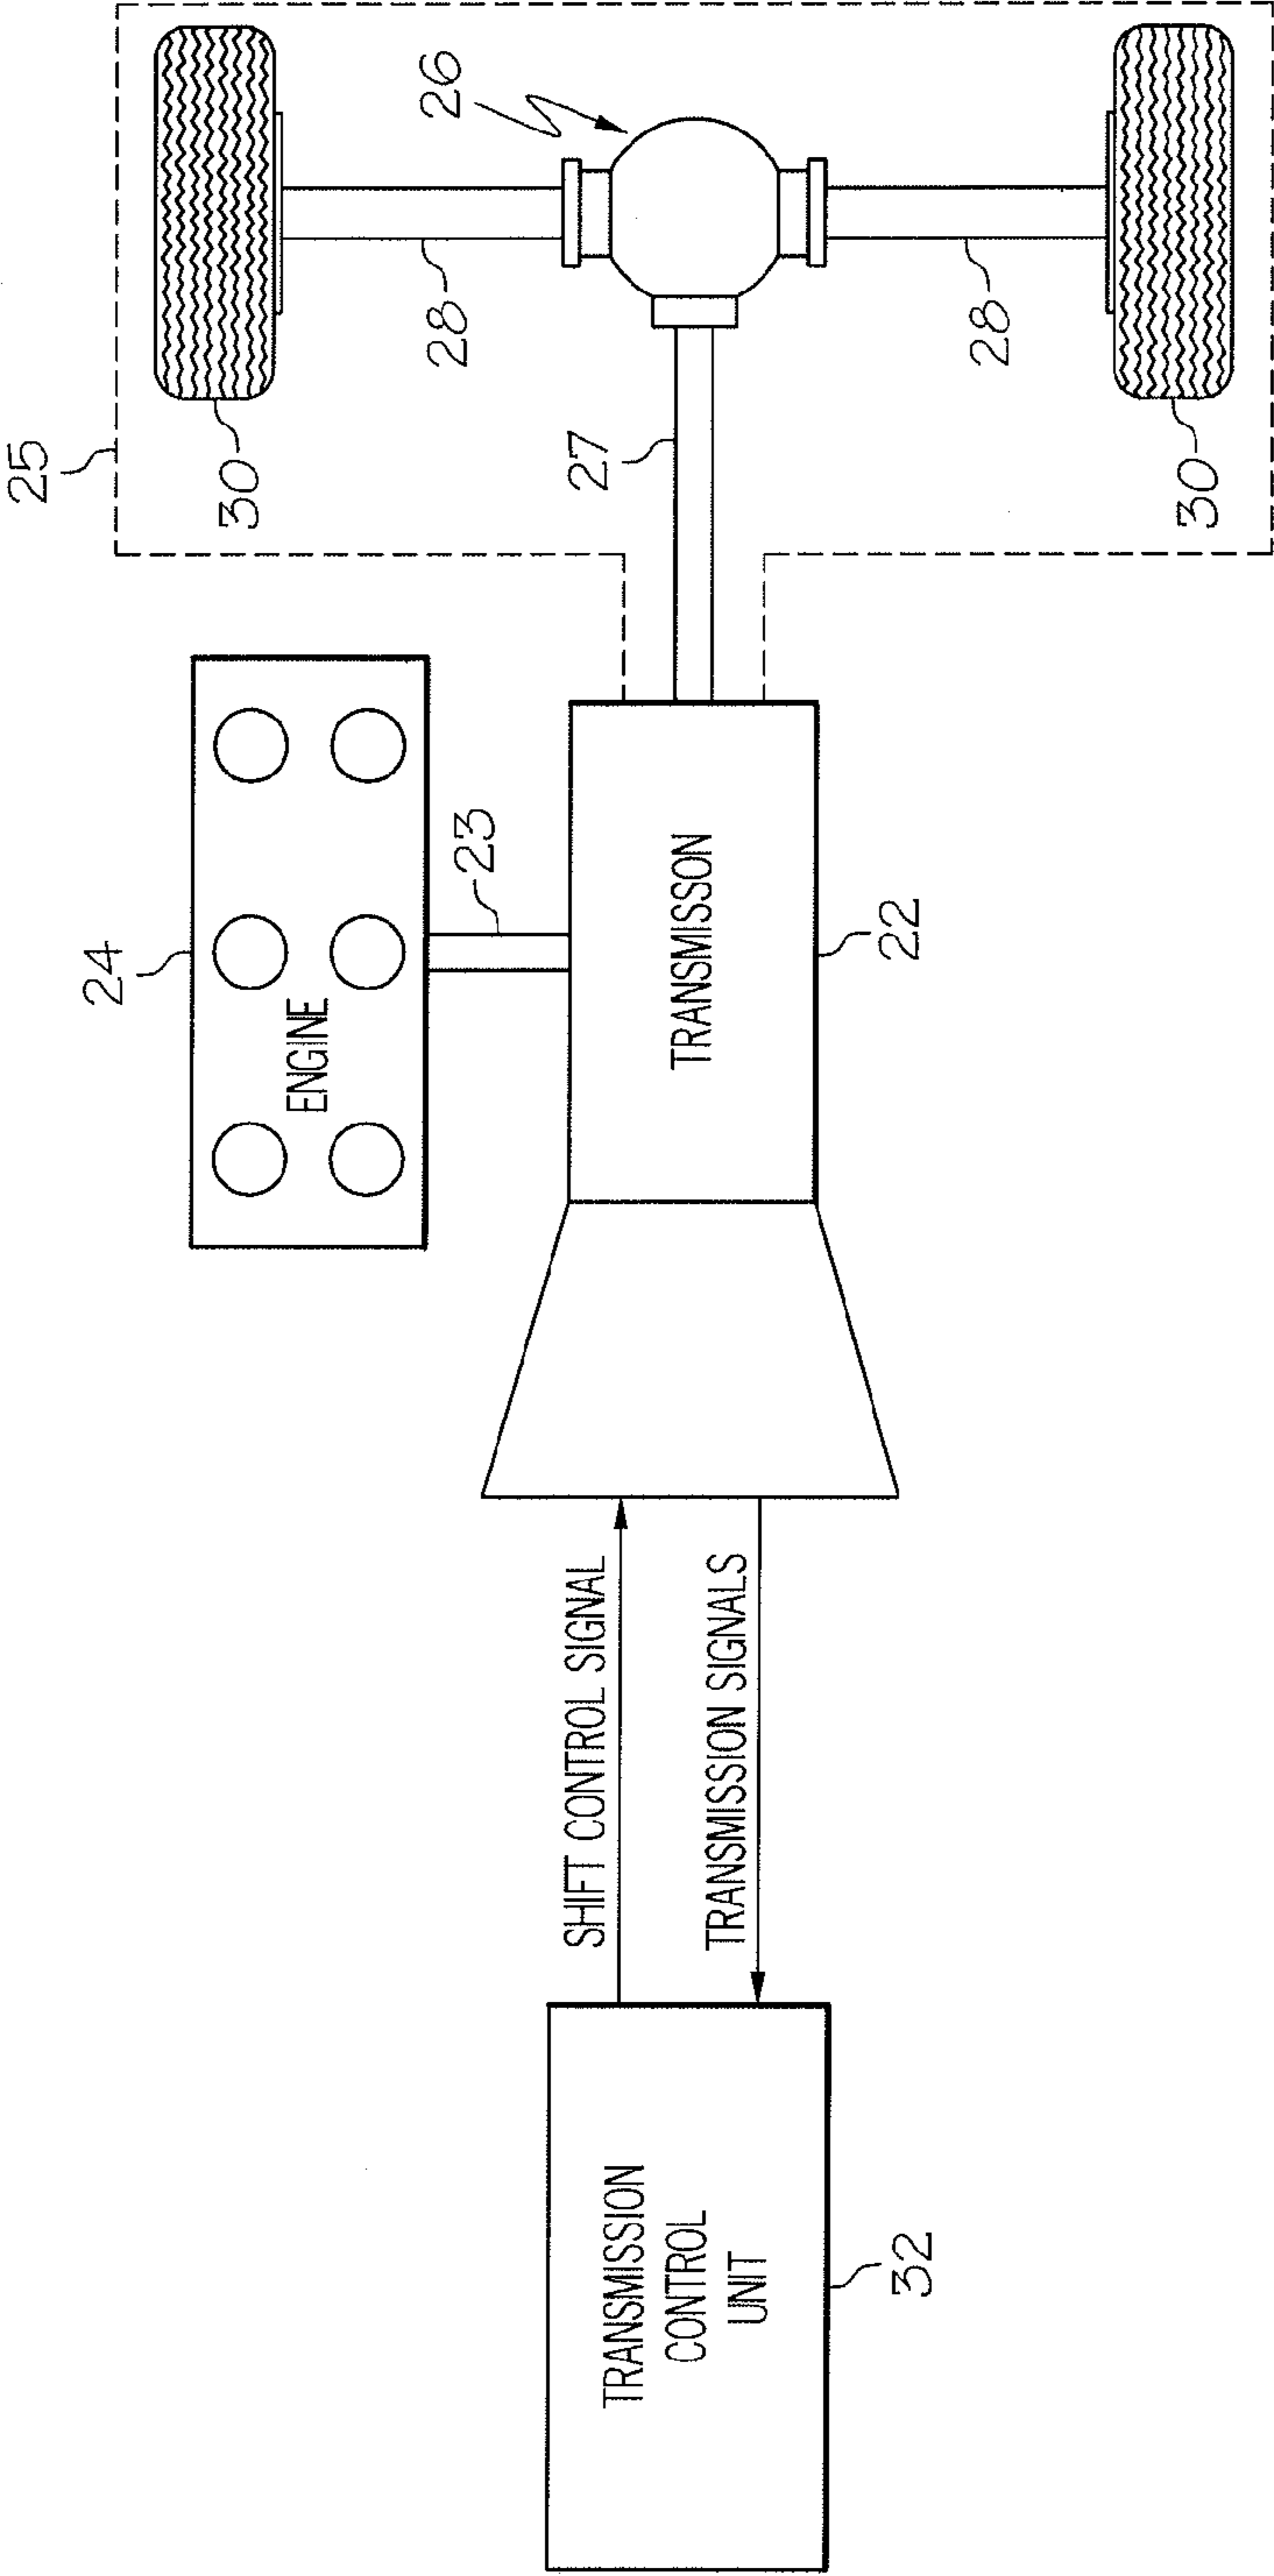 25
30
26
28
27
28
30
24
ENGINE
23
TRANSMISSON
22
SHIFT CONTROL SIGNAL
TRANSMISSION SIGNALS
TRANSMISSION
CONTROL
UNIT
32